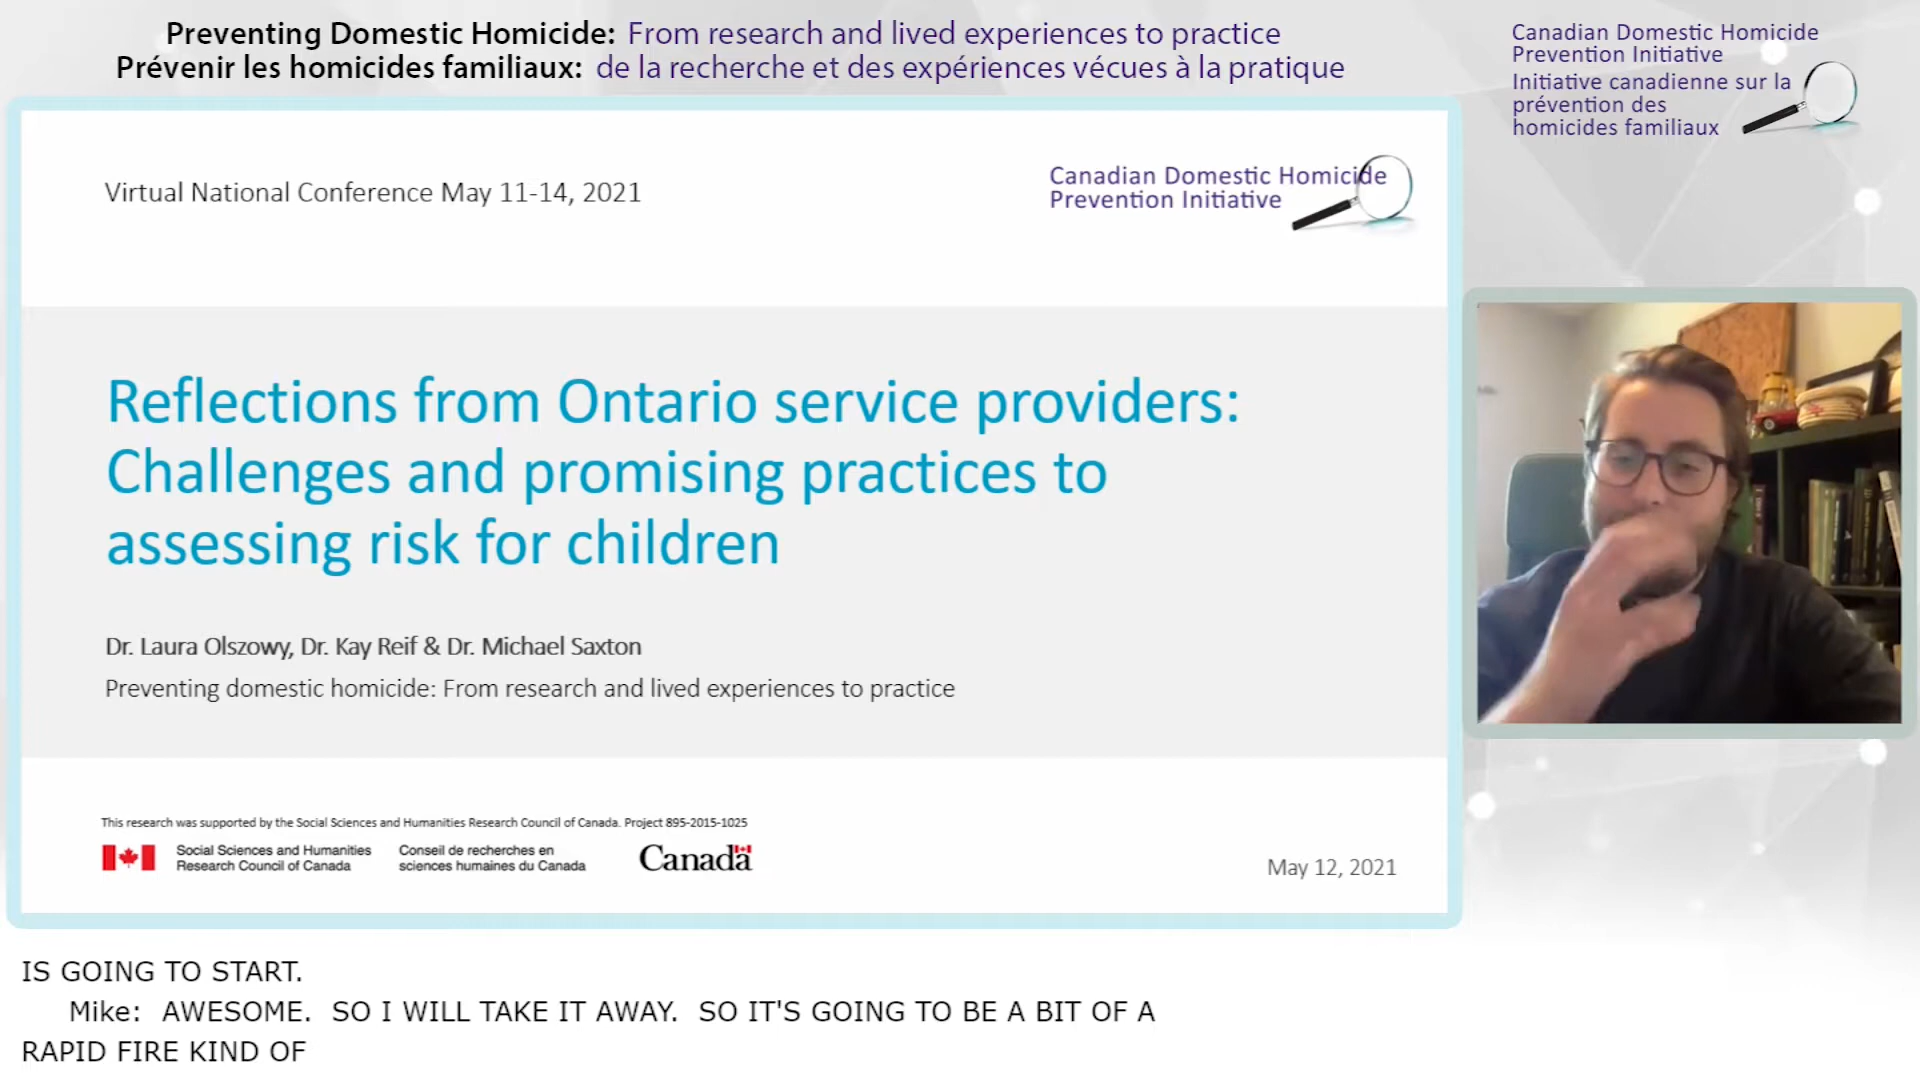 Preventing Domestic Homicide: From research and lived experiences to practice
Prévenir les homicides familiaux: de la recherche et des expériences vécues à la pratique
Canadian Domestic Homicide
Prevention Initiative
Initiative canadienne sur la
prévention des
homicides familiaux
Virtual National Conference May 11-14, 2021
Canadian Domestic Homicide
Prevention Initiative
Reflections from Ontario service providers:
Challenges and promising practices to
assessing risk for children
Dr. Laura Olszowy, Dr. Kay Reif & Dr. Michael Saxton
Preventing domestic homicide: From research and lived experiences to practice
This research was supported by the Social Sciences and Humanities Research Council of Canada. Project 895-2015-1025
Social Sciences and Humanities
Research Council of Canada
Conseil de recherches en
sciences humaines du Canada
Canada
May 12, 2021
IS GOING TO START.
Mike: AWESOME. SO I WILL TAKE IT AWAY. SO IT'S GOING TO BE A BIT OF A
RAPID FIRE KIND OF